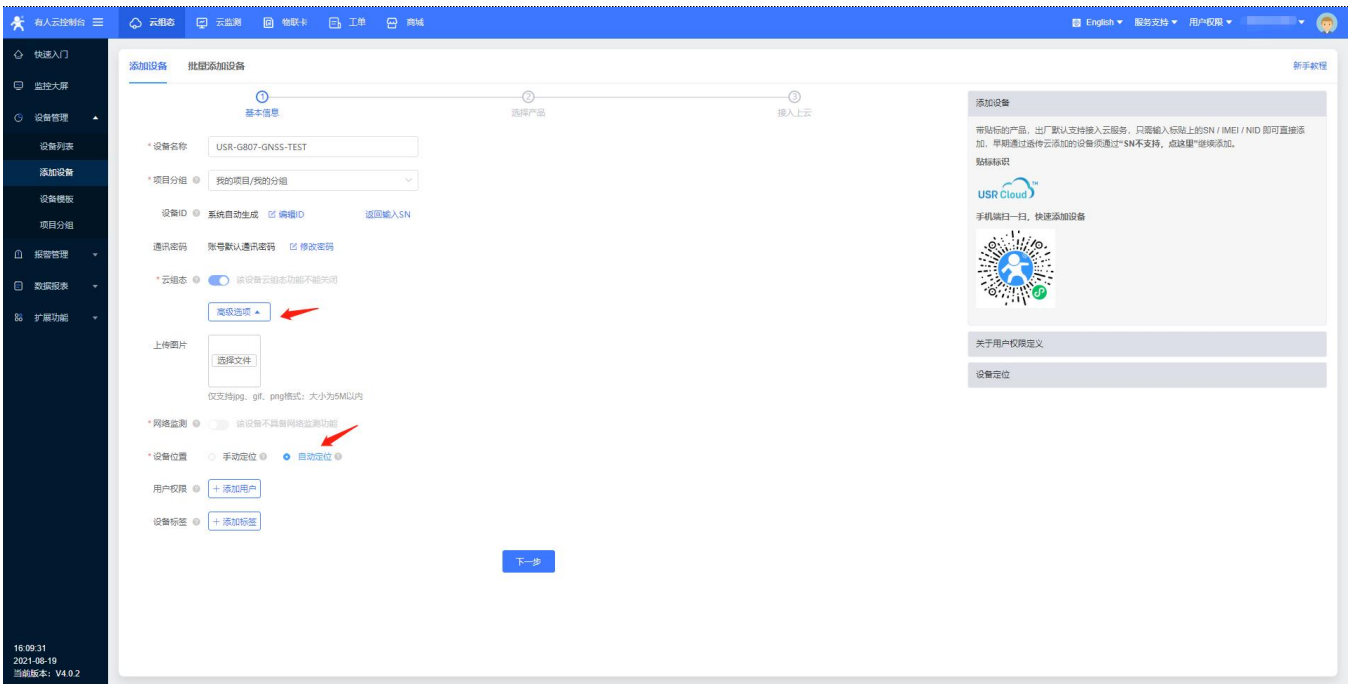 有人云控制台
云组态
云监测
物联卡
工单
商城
English
服务支持
用户权限
快速入门
监控大屏
设备管理
设备列表
添加设备
设备模板
项目分组
报警管理
数据报表
扩展功能
16:09:31
2021-08-19
当前版本：V4.0.2
添加设备
批量添加设备
新手教程
1
基本信息
2
选择产品
3
接入上云
* 设备名称
USR-G807-GNSS-TEST
* 项目分组
我的项目/我的分组
设备ID
系统自动生成
编辑ID
返回输入SN
通讯密码
账号默认通讯密码
修改密码
* 云组态
该设备云组态功能不能关闭
高级选项
上传图片
选择文件
仅支持jpg、gif、png格式；大小为5M以内
* 网络监测
该设备不具备网络监测功能
* 设备位置
手动定位
自动定位
用户权限
+ 添加用户
设备标签
+ 添加标签
下一步
添加设备
带贴标的产品，出厂默认支持接入云服务，只需输入标贴上的SN / IMEI / NID 即可直接添
加，早期通过透传云添加的设备须通过“SN不支持，点这里”继续添加。
贴标标识
USR Cloud™
手机端扫一扫，快速添加设备
关于用户权限定义
设备定位